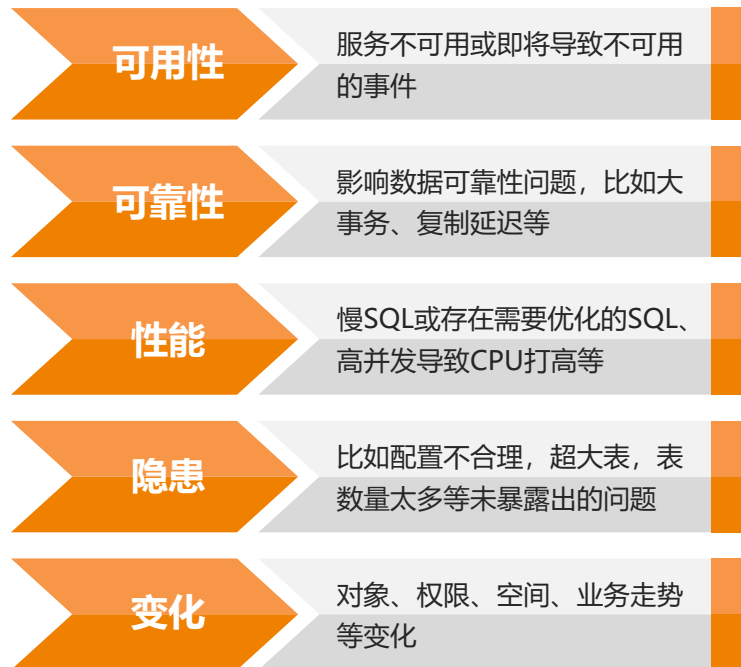 可用性
服务不可用或即将导致不可用
的事件
可靠性
影响数据可靠性问题，比如大
事务、复制延迟等
性能
慢SQL或存在需要优化的SQL、
高并发导致CPU打高等
隐患
比如配置不合理，超大表，表
数量太多等未暴露出的问题
变化
对象、权限、空间、业务走势
等变化